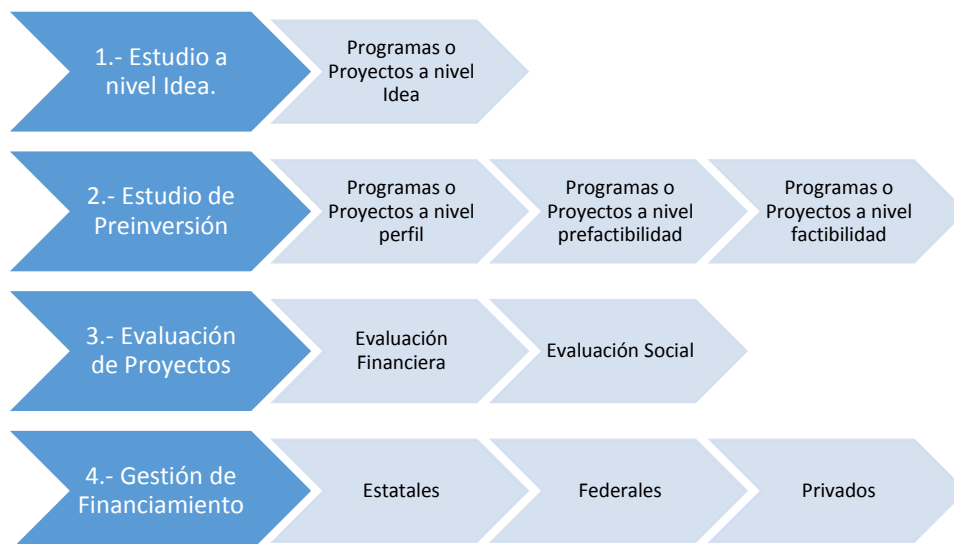 1.- Estudio a
nivel Idea.
Programas o
Proyectos a nivel
Idea
2.- Estudio de
Preinversión
Programas o
Proyectos a nivel
perfil
Programas o
Proyectos a nivel
prefactibilidad
Programas o
Proyectos a nivel
factibilidad
3.- Evaluación
de Proyectos
Evaluación
Financiera
Evaluación Social
4.- Gestión de
Financiamiento
Estatales
Federales
Privados